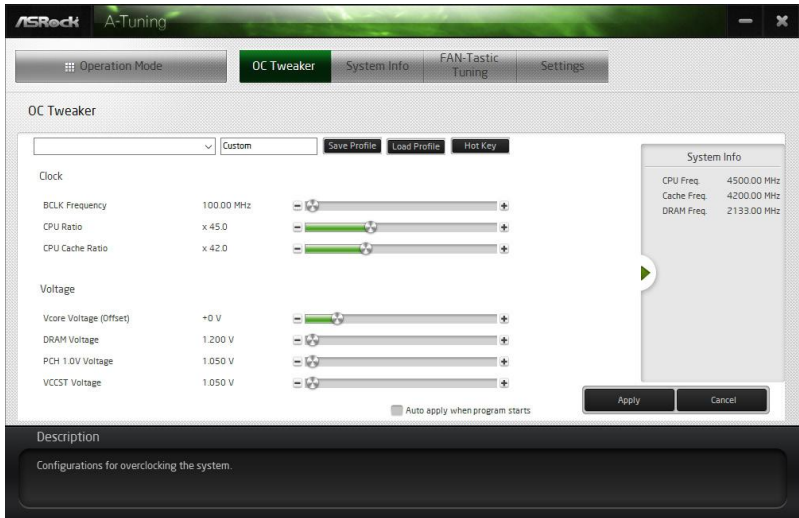 ASRock A-Tuning
Operation Mode
OC Tweaker
System Info
FAN-Tastic
Tuning
Settings
OC Tweaker
Custom
Save Profile
Load Profile
Hot Key
Clock
BCLK Frequency 100.00 MHz
CPU Ratio x 45.0
CPU Cache Ratio x 42.0
Voltage
Vcore Voltage (Offset) +0 V
DRAM Voltage 1.200 V
PCH 1.0V Voltage 1.050 V
VCCST Voltage 1.050 V
Auto apply when program starts
System Info
CPU Freq. 4500.00 MHz
Cache Freq. 4200.00 MHz
DRAM Freq. 2133.00 MHz
Apply
Cancel
Description
Configurations for overclocking the system.